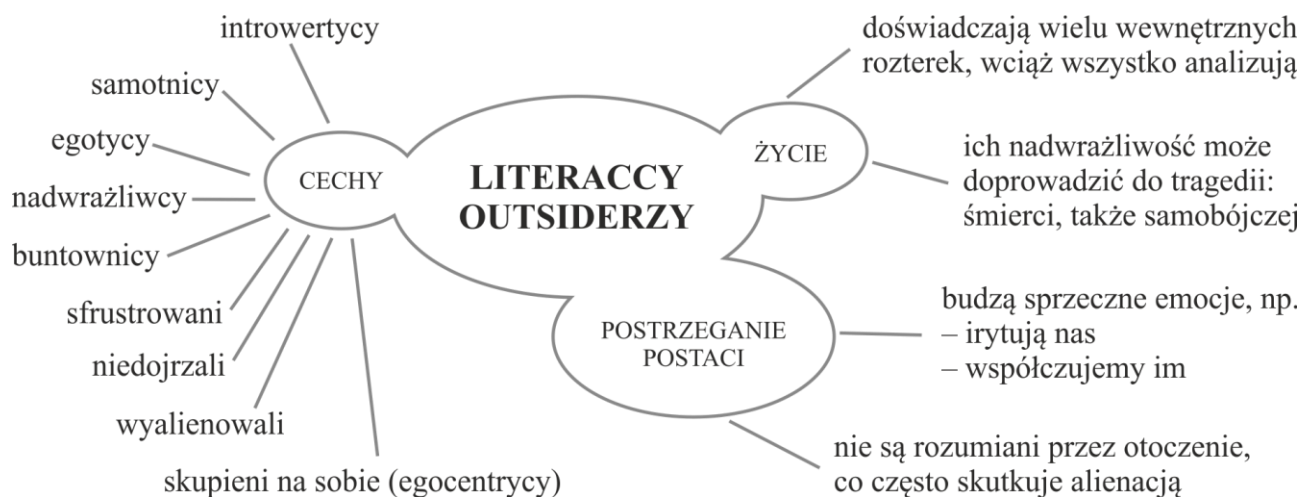 introwertycy
samotnicy
egotycy
nadwrażliwcy
buntownicy
sfrustrowani
niedojrzali
wyalienowali
skupieni na sobie (egocentrycy)
CECHY
LITERACCY
OUTSIDERZY
ŻYCIE
doświadczają wielu wewnętrznych
rozterek, wciąż wszystko analizują
ich nadwrażliwość może
doprowadzić do tragedii:
śmierci, także samobójczej
POSTRZEGANIE
POSTACI
budzą sprzeczne emocje, np.
– irytują nas
– współczujemy im
nie są rozumiani przez otoczenie,
co często skutkuje alienacją